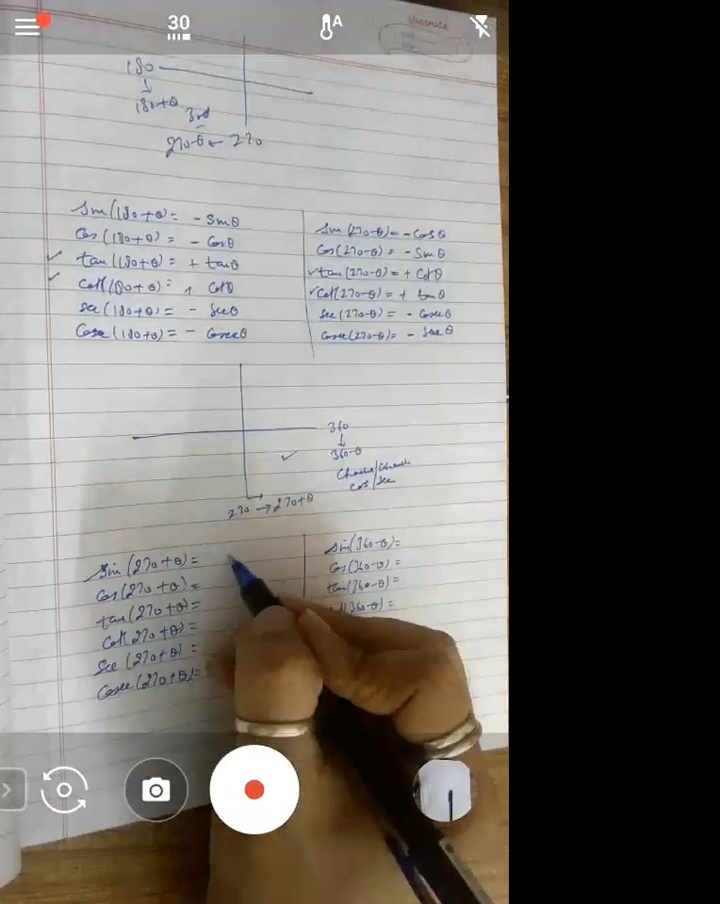 30
A
180
180+θ
3rd
270-θ ← 270
Sin(180+θ)= - Sinθ
Cos(180+θ) = - Cosθ
tan(180+θ) = + tanθ
Cot(180+θ)= + Cotθ
Sec(180+θ)= - Secθ
Cosec(180+θ)= - Cosecθ
Sin(270-θ)= -Cosθ
Cos(270-θ)= -Sinθ
tan(270-θ)= + Cotθ
Cot(270-θ)= + tanθ
Sec(270-θ)= - Cosecθ
Cosec(270-θ)= - Secθ
360
360-θ
Cos/Sec
270 → 270+θ
Sin(270+θ)=
Cos(270+θ)=
tan(270+θ)=
Cot(270+θ)=
Sec(270+θ)=
Cosec(270+θ)=
Sin(360-θ)=
Cos(360-θ)=
tan(360-θ)=
(360-θ)=